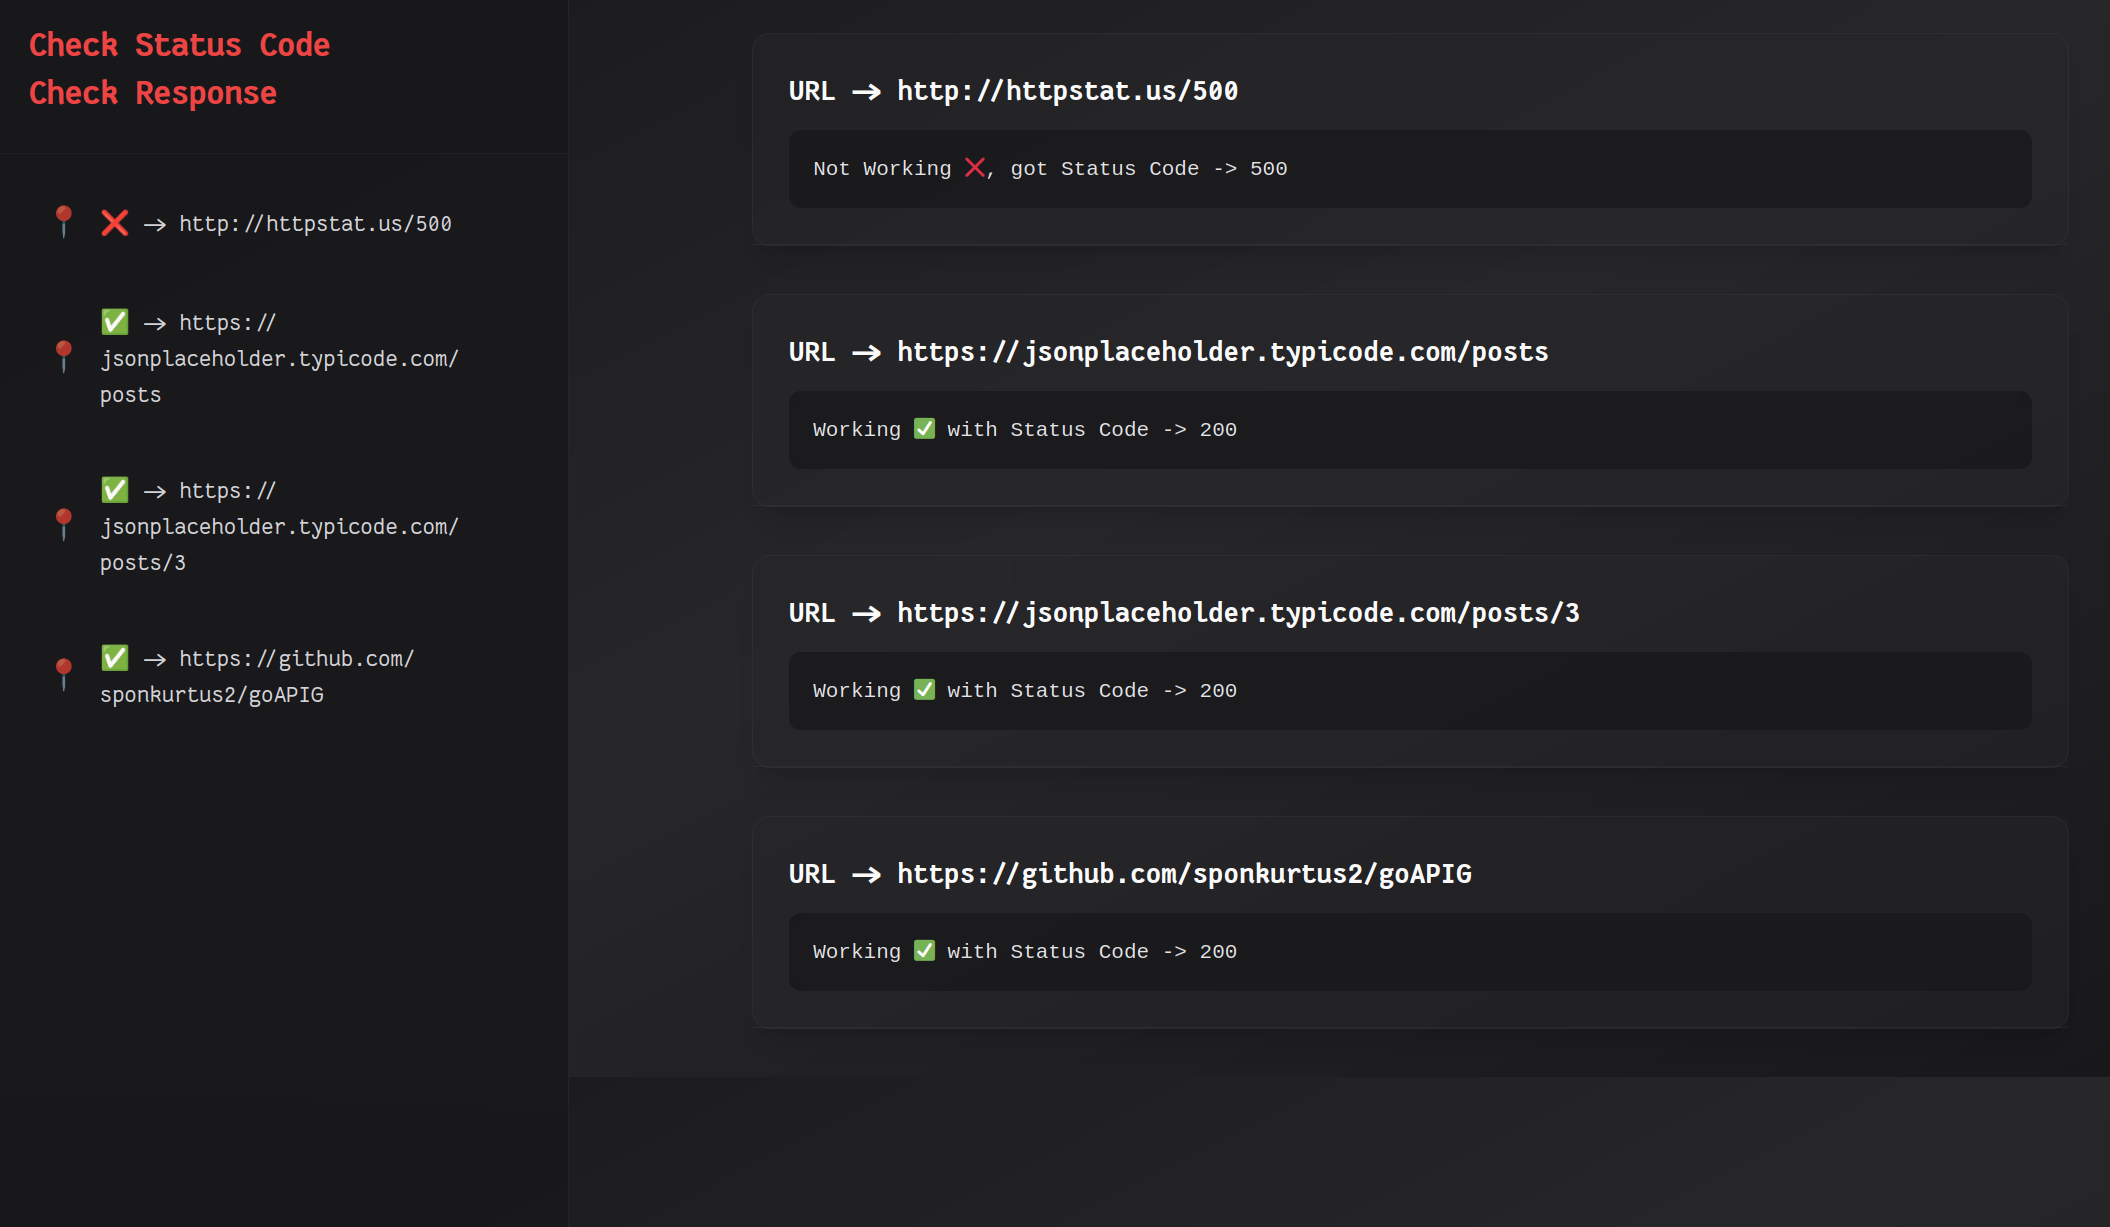 Check Status Code
Check Response
📍 ❌ -> http://httpstat.us/500
📍 ✅ -> https://
jsonplaceholder.typicode.com/
posts
📍 ✅ -> https://
jsonplaceholder.typicode.com/
posts/3
📍 ✅ -> https://github.com/
sponkurtus2/goAPIG
URL -> http://httpstat.us/500
Not Working ❌, got Status Code -> 500
URL -> https://jsonplaceholder.typicode.com/posts
Working ✅ with Status Code -> 200
URL -> https://jsonplaceholder.typicode.com/posts/3
Working ✅ with Status Code -> 200
URL -> https://github.com/sponkurtus2/goAPIG
Working ✅ with Status Code -> 200